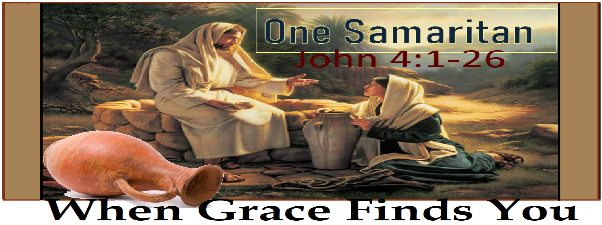 One Samaritan
John 4:1-26
When Grace Finds You